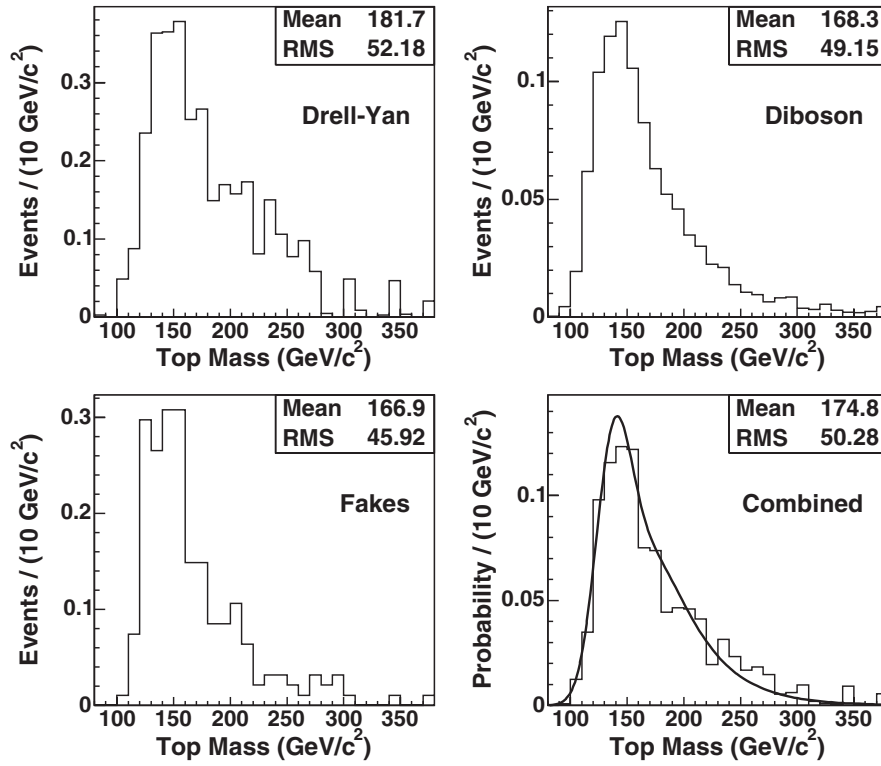 Mean 181.7
RMS 52.18
Drell-Yan
Events / (10 GeV/c²)
0.3
0.2
0.1
0
100 150 200 250 300 350
Top Mass (GeV/c²)
Mean 168.3
RMS 49.15
Diboson
Events / (10 GeV/c²)
0.1
0.05
0
100 150 200 250 300 350
Top Mass (GeV/c²)
Mean 166.9
RMS 45.92
Fakes
Events / (10 GeV/c²)
0.3
0.2
0.1
0
100 150 200 250 300 350
Top Mass (GeV/c²)
Mean 174.8
RMS 50.28
Combined
Probability / (10 GeV/c²)
0.1
0.05
0
100 150 200 250 300 350
Top Mass (GeV/c²)